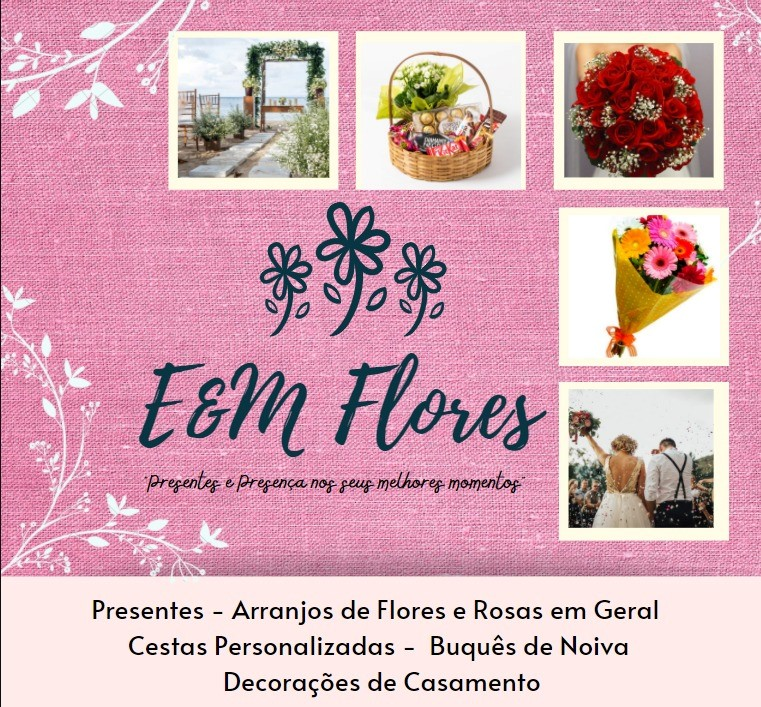 E&M Flores
"Presentes e Presença nos seus melhores momentos"
Presentes - Arranjos de Flores e Rosas em Geral
Cestas Personalizadas - Buquês de Noiva
Decorações de Casamento